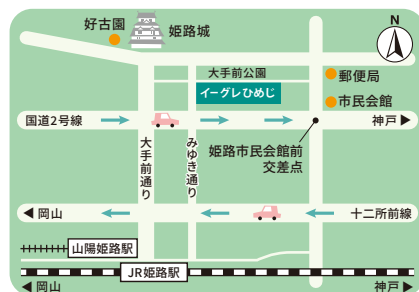 好古園
姫路城
N
大手前公園
郵便局
イーグレひめじ
市民会館
国道2号線
神戸▶
大手前通り
みゆき通り
姫路市民会館前
交差点
◀岡山
十二所前線
山陽姫路駅
JR姫路駅
◀岡山
神戸▶